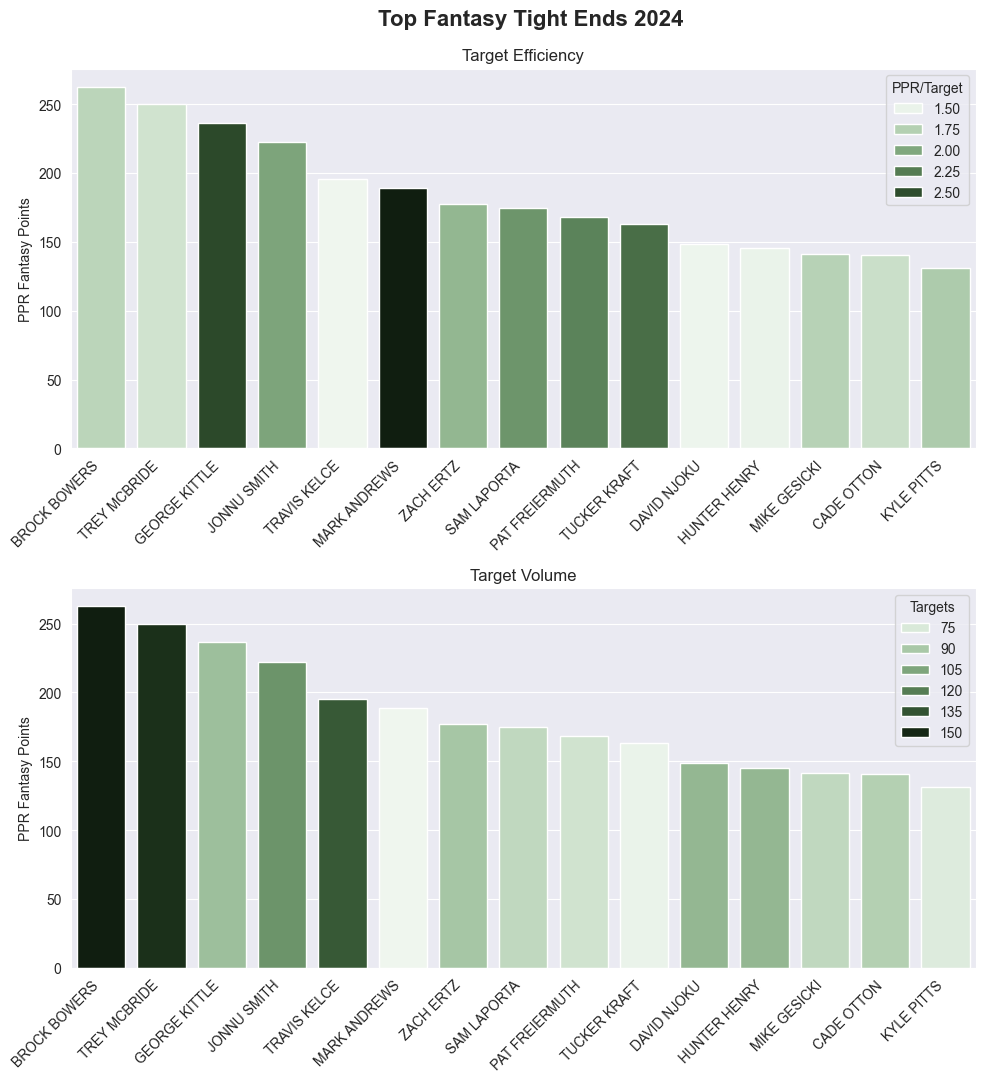 Top Fantasy Tight Ends 2024
Target Efficiency
PPR Fantasy Points
250
200
150
100
50
0
PPR/Target
1.50
1.75
2.00
2.25
2.50
BROCK BOWERS
TREY MCBRIDE
GEORGE KITTLE
JONNU SMITH
TRAVIS KELCE
MARK ANDREWS
ZACH ERTZ
SAM LAPORTA
PAT FREIERMUTH
TUCKER KRAFT
DAVID NJOKU
HUNTER HENRY
MIKE GESICKI
CADE OTTON
KYLE PITTS
Target Volume
PPR Fantasy Points
250
200
150
100
50
0
Targets
75
90
105
120
135
150
BROCK BOWERS
TREY MCBRIDE
GEORGE KITTLE
JONNU SMITH
TRAVIS KELCE
MARK ANDREWS
ZACH ERTZ
SAM LAPORTA
PAT FREIERMUTH
TUCKER KRAFT
DAVID NJOKU
HUNTER HENRY
MIKE GESICKI
CADE OTTON
KYLE PITTS